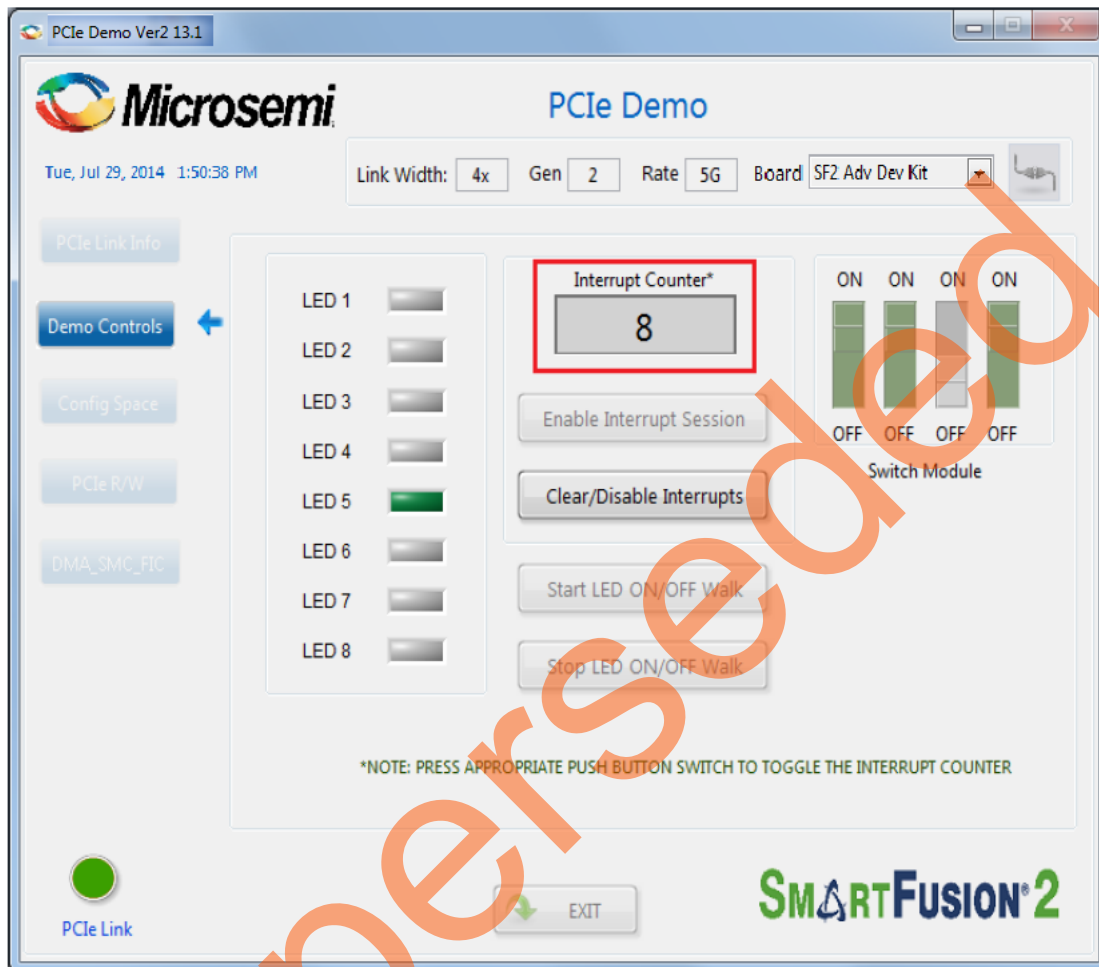 PCIe Demo Ver2 13.1
Microsemi
PCIe Demo
Tue, Jul 29, 2014 1:50:38 PM
Link Width: 4x Gen 2 Rate 5G Board SF2 Adv Dev Kit
PCIe Link Info
Demo Controls
Config Space
PCIe R/W
DMA_SMC_FIC
LED 1
LED 2
LED 3
LED 4
LED 5
LED 6
LED 7
LED 8
Interrupt Counter*
8
Enable Interrupt Session
Clear/Disable Interrupts
Start LED ON/OFF Walk
Stop LED ON/OFF Walk
ON ON ON ON
OFF OFF OFF OFF
Switch Module
*NOTE: PRESS APPROPRIATE PUSH BUTTON SWITCH TO TOGGLE THE INTERRUPT COUNTER
PCIe Link
EXIT
SMARTFUSION®2
perseded